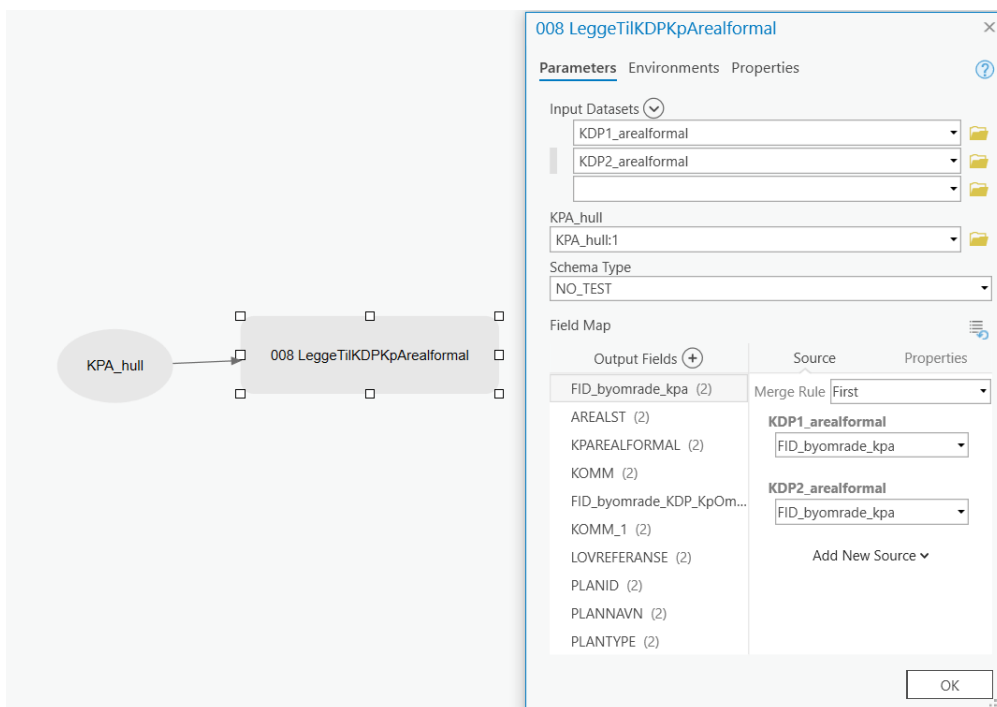 008 LeggeTilKDPKpArealformal
Parameters Environments Properties
Input Datasets
KDP1_arealformal
KDP2_arealformal
KPA_hull
KPA_hull:1
Schema Type
NO_TEST
Field Map
Output Fields
Source Properties
FID_byomrade_kpa (2)
Merge Rule First
AREALST (2)
KDP1_arealformal
KPAREALFORMAL (2)
FID_byomrade_kpa
KOMM (2)
KDP2_arealformal
FID_byomrade_KDP_KpOm...
FID_byomrade_kpa
KOMM_1 (2)
LOVREFERANSE (2)
Add New Source
PLANID (2)
PLANNAVN (2)
PLANTYPE (2)
OK
KPA_hull
008 LeggeTilKDPKpArealformal